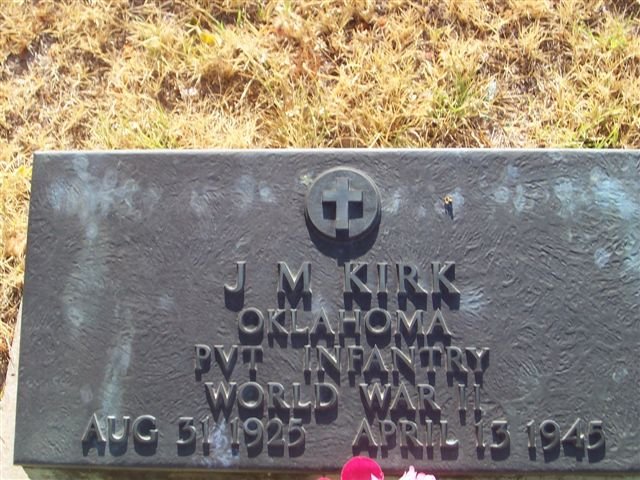 J M KIRK
OKLAHOMA
PVT INFANTRY
WORLD WAR II
AUG 31 1925 APRIL 13 1945